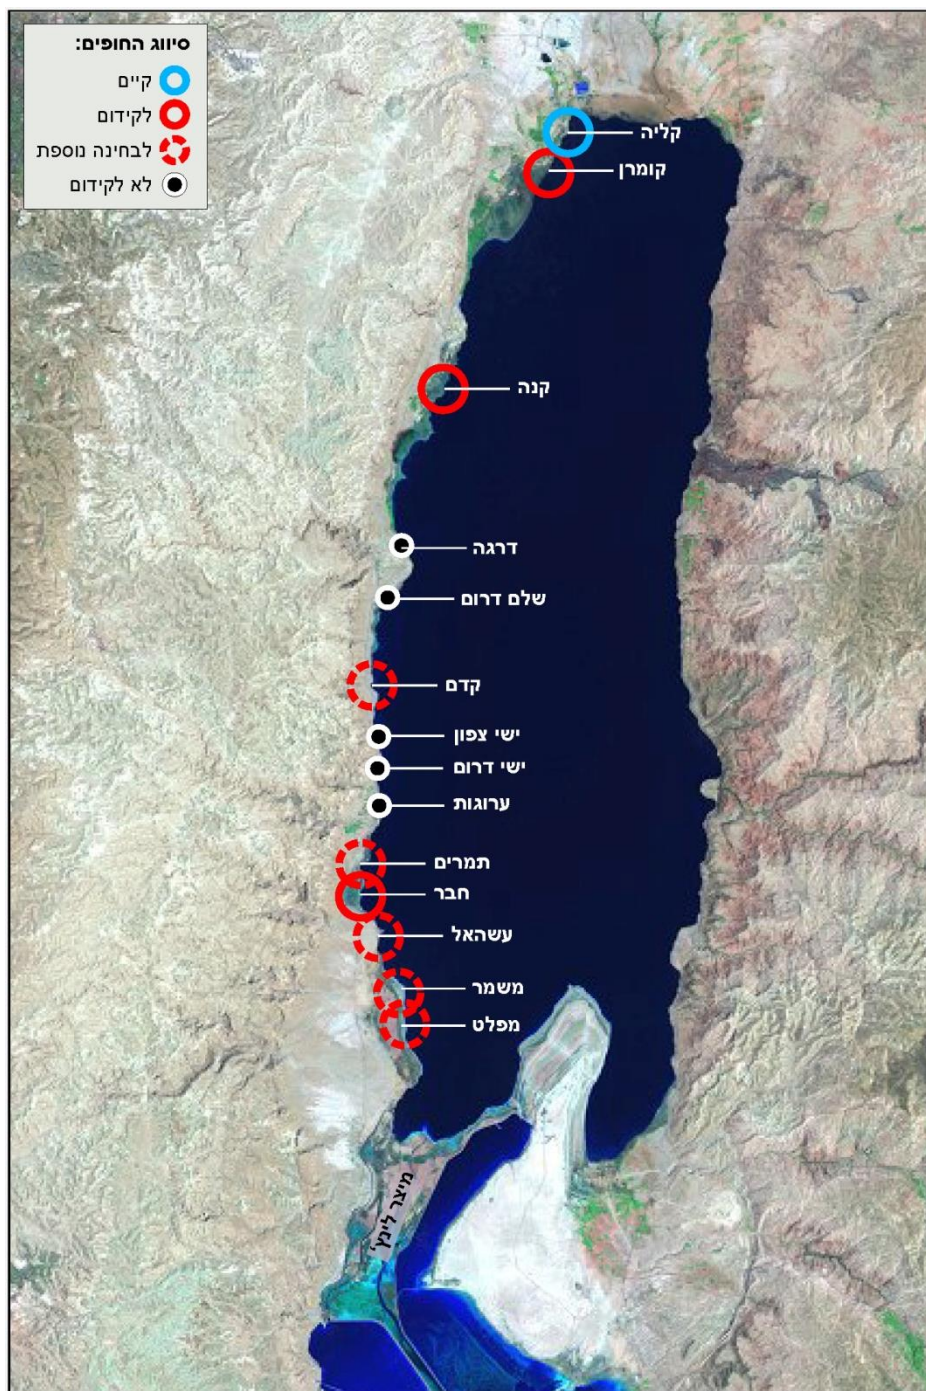 סיווג החופים:
קיים
לקידום
לבחינה נוספת
לא לקידום
קליה
קומרן
קנה
דרגה
שלם דרום
קדם
ישי צפון
ישי דרום
ערוגות
תמרים
חבר
עשהאל
משמר
מפלט
מיצר לינץ'